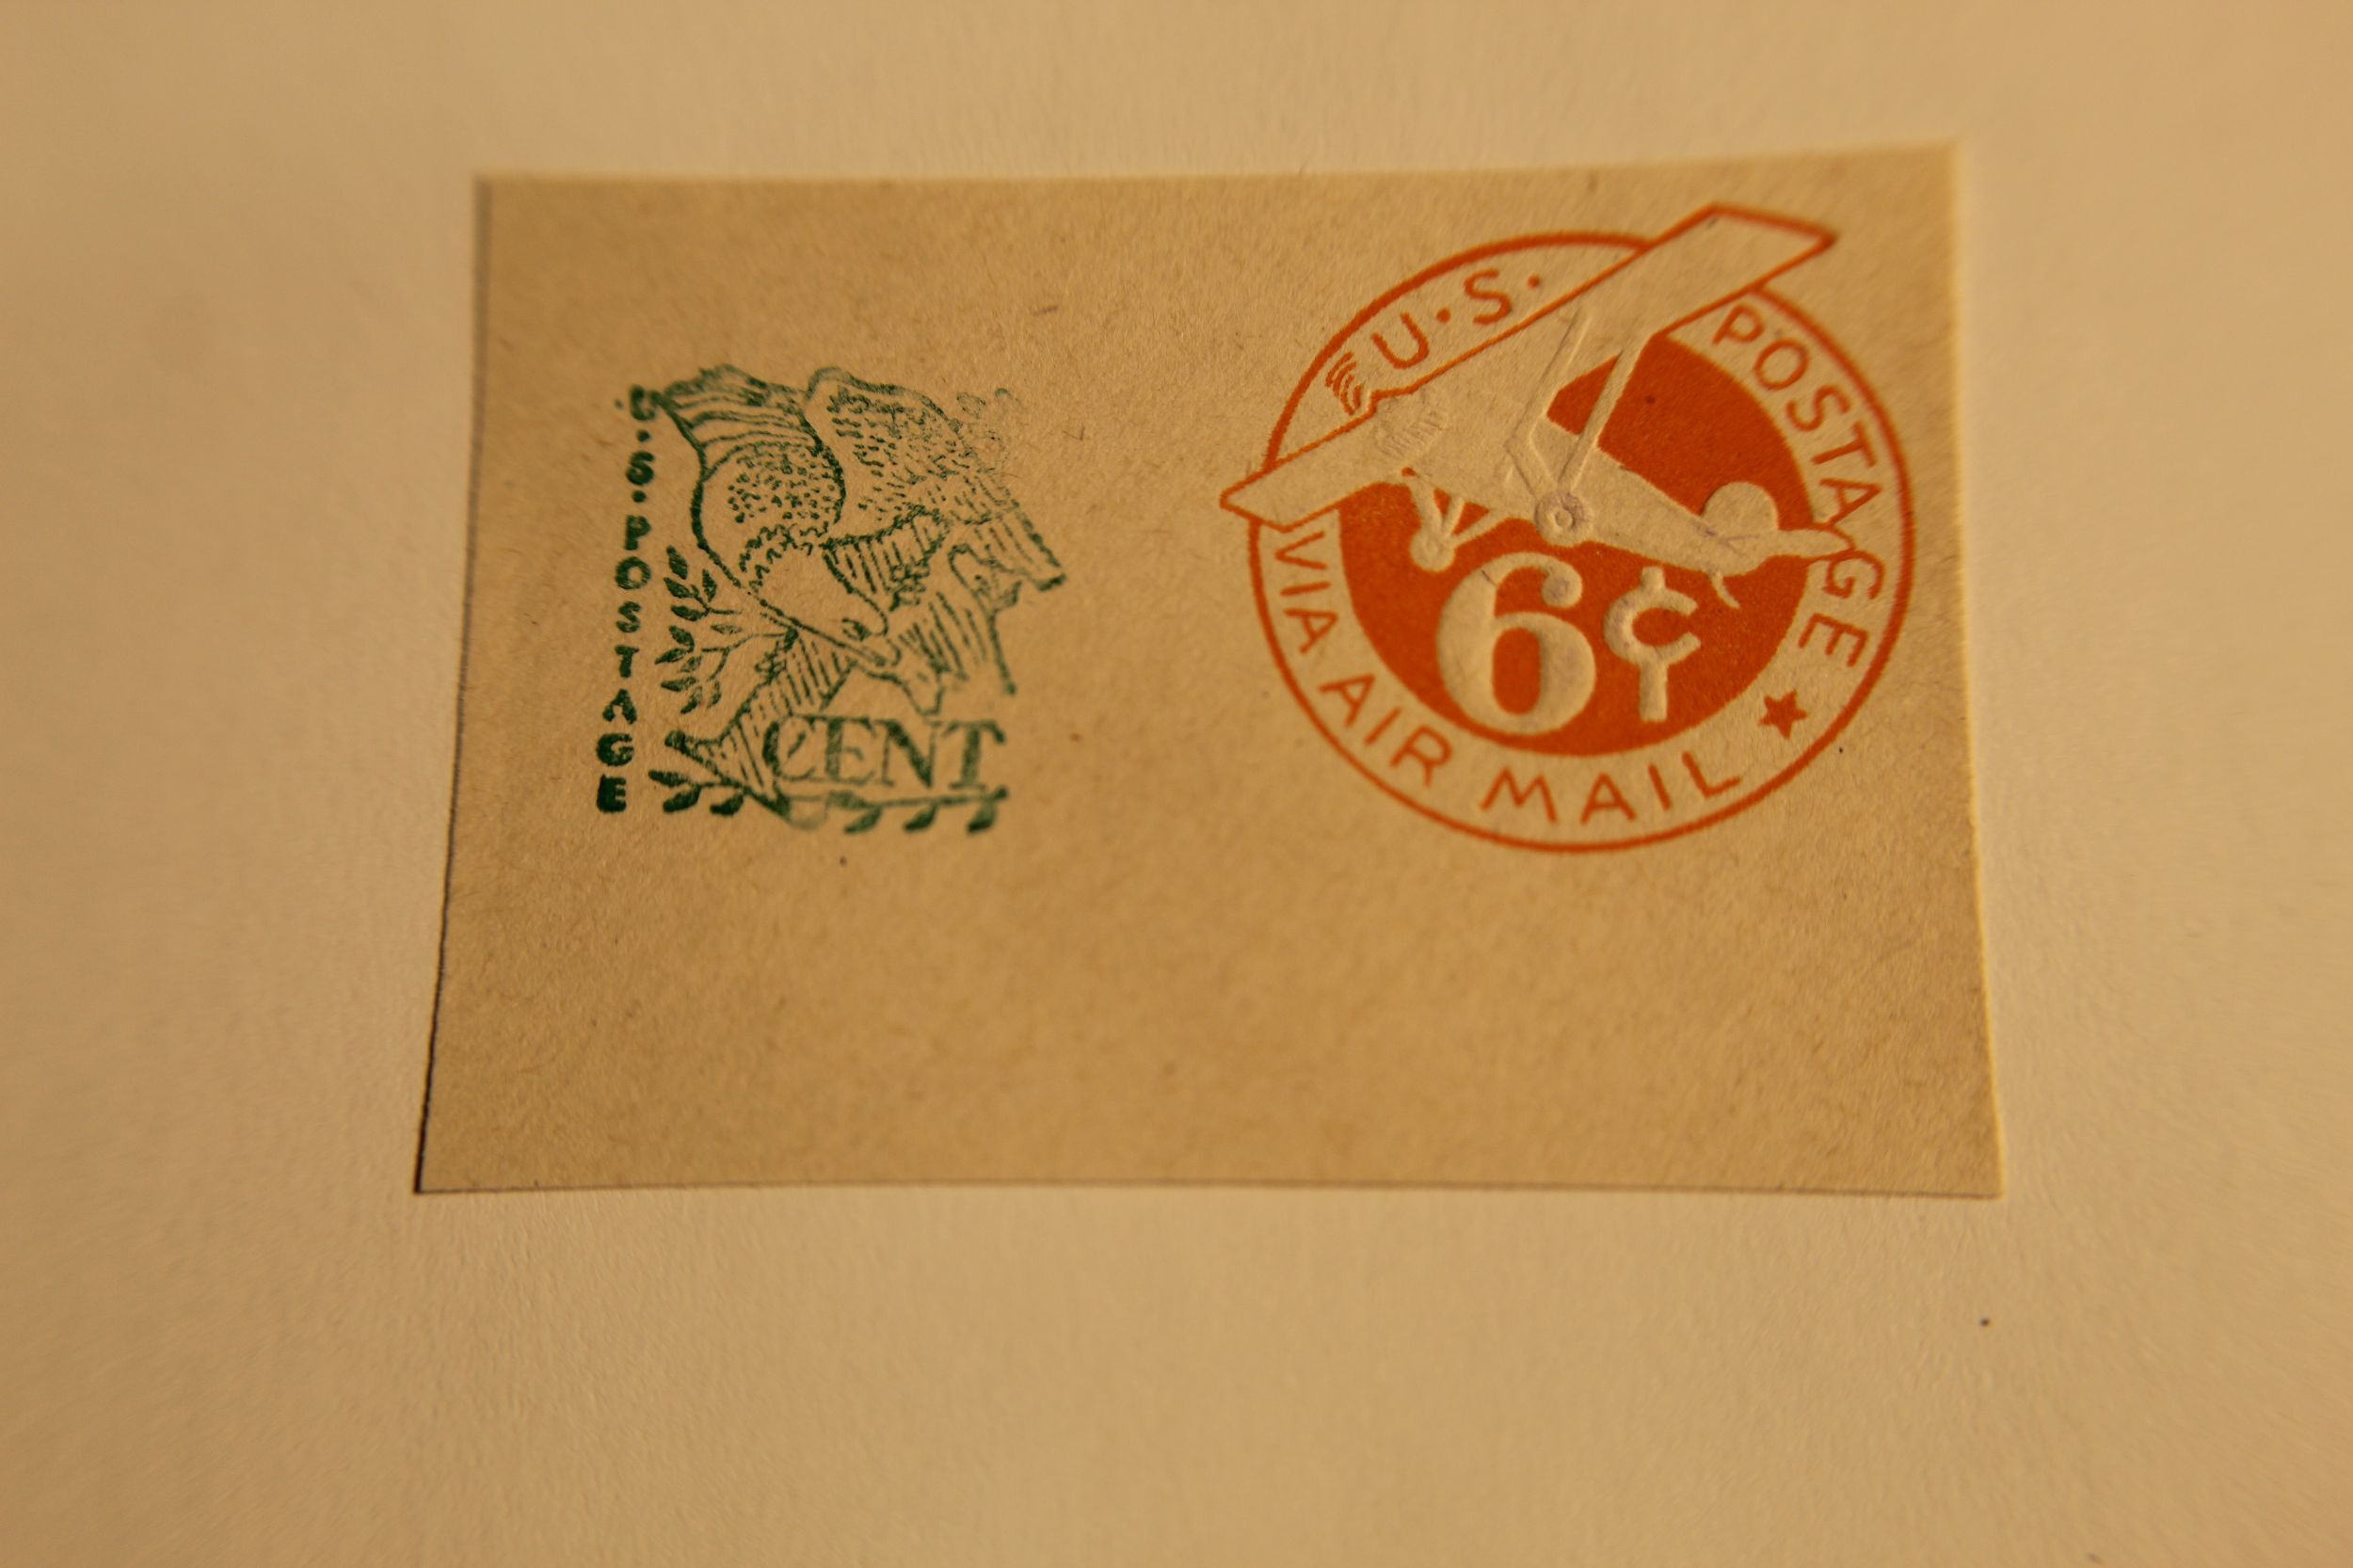 U.S. POSTAGE
CENT
U.S. POSTAGE
6¢
VIA AIR MAIL